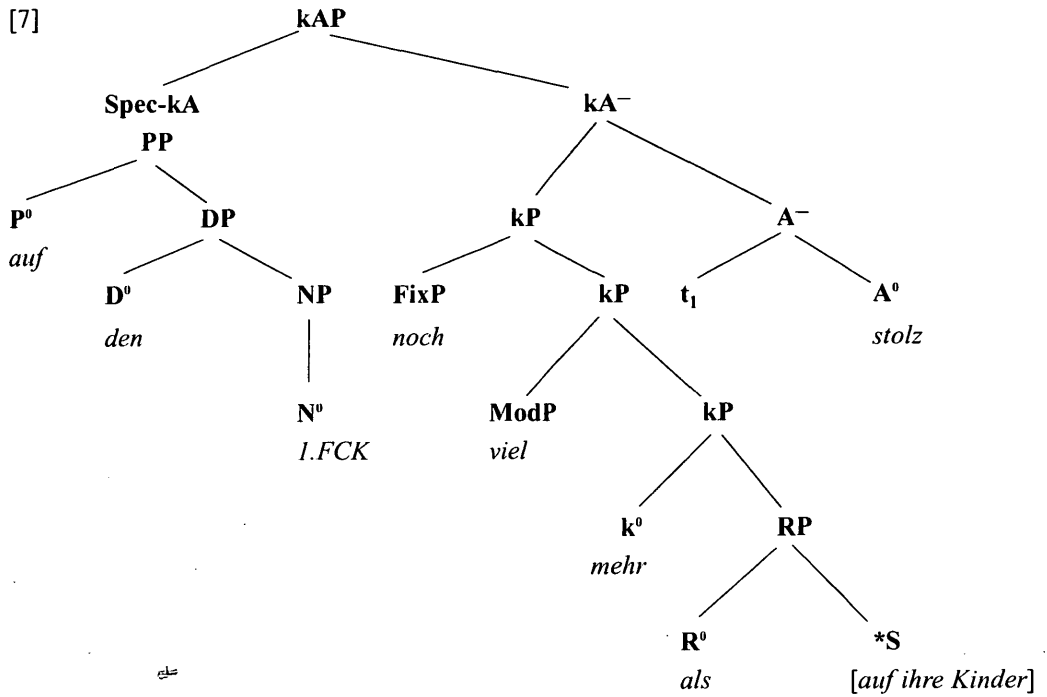 [7] kAP
Spec-kA kA—
PP
P⁰ DP kP A—
auf
D⁰ NP FixP kP t₁ A⁰
den noch stolz
N⁰ ModP kP
1.FCK viel
k⁰ RP
mehr
R⁰ *S
als [auf ihre Kinder]